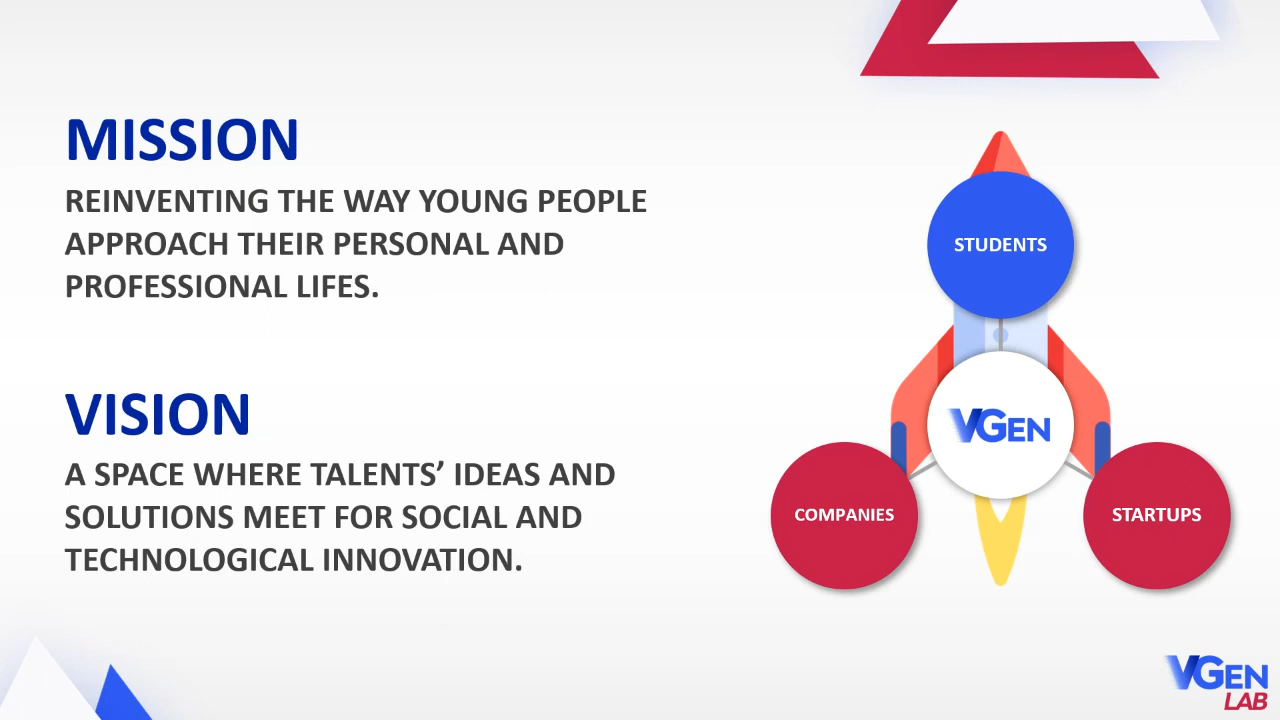 MISSION
REINVENTING THE WAY YOUNG PEOPLE
APPROACH THEIR PERSONAL AND
PROFESSIONAL LIFES.
VISION
A SPACE WHERE TALENTS’ IDEAS AND
SOLUTIONS MEET FOR SOCIAL AND
TECHNOLOGICAL INNOVATION.
STUDENTS
VGEN
COMPANIES
STARTUPS
VGEN
LAB